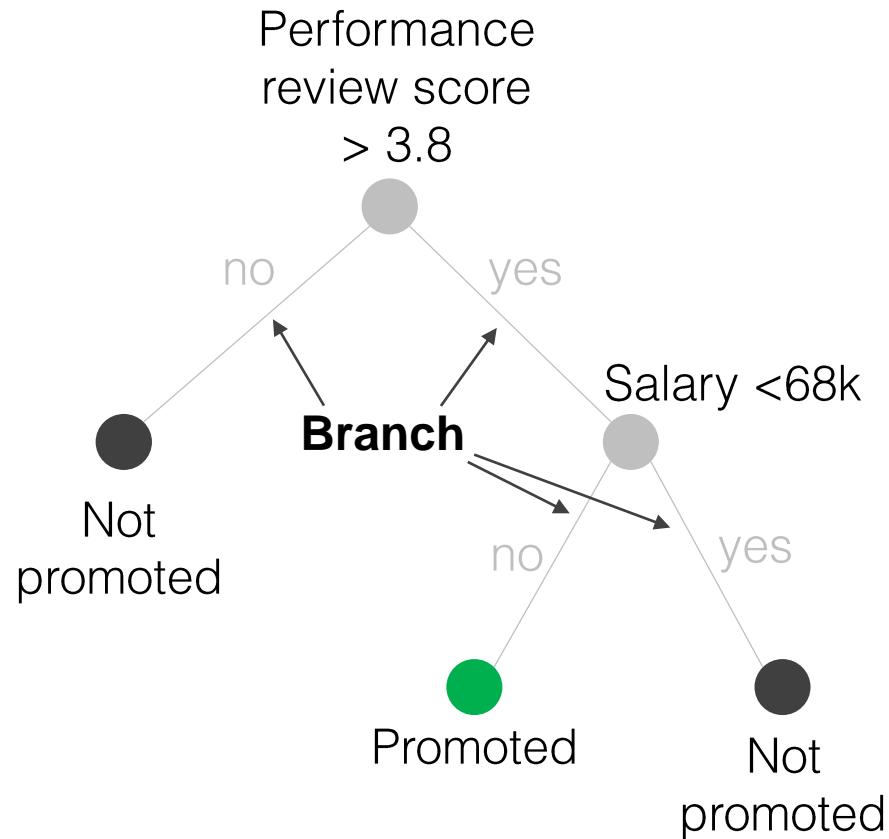 Performance
review score
> 3.8
no
yes
Salary <68k
Branch
Not
promoted
no
yes
Promoted
Not
promoted